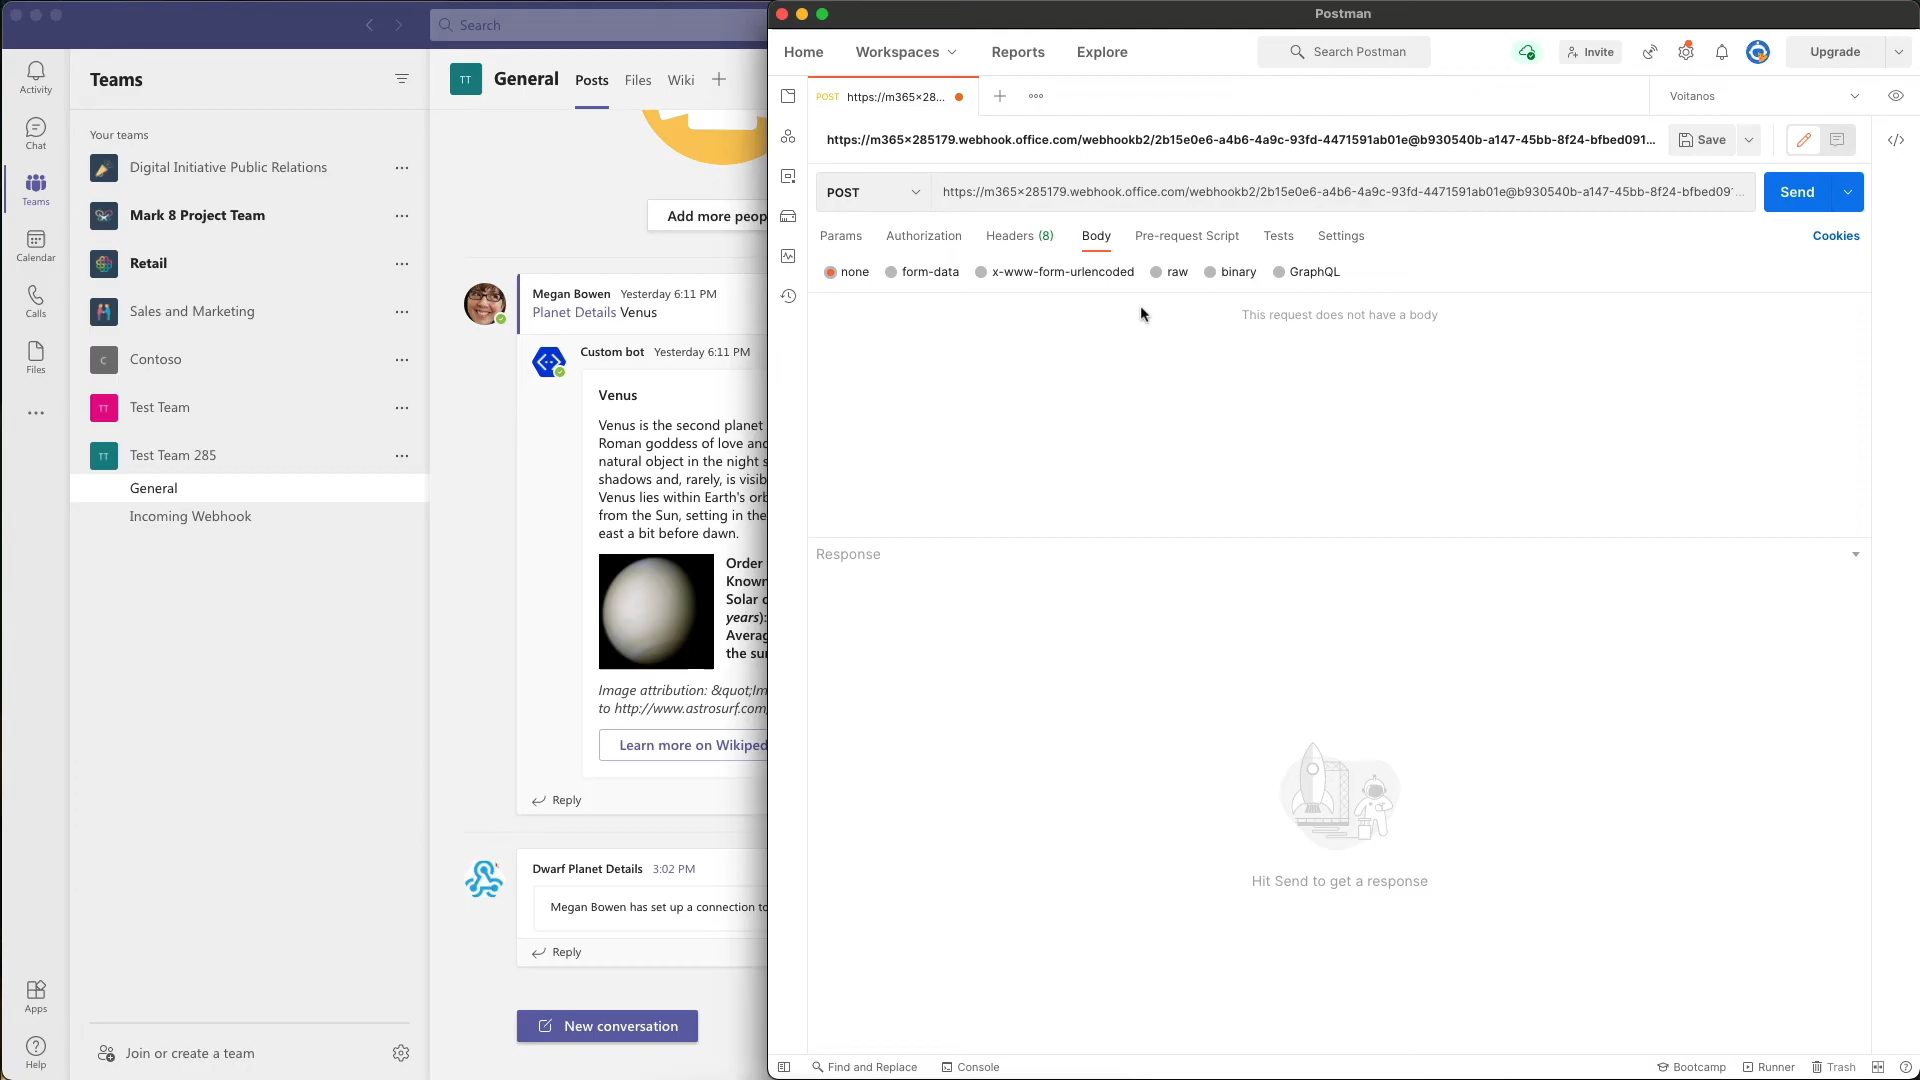 Search
Activity
Chat
Teams
Calendar
Calls
Files
Apps
Help
Teams
Your teams
Digital Initiative Public Relations
Mark 8 Project Team
Retail
Sales and Marketing
C
Contoso
TT
Test Team
TT
Test Team 285
General
Incoming Webhook
Join or create a team
TT
General
Posts
Files
Wiki
Add more peop
Megan Bowen Yesterday 6:11 PM
Planet Details Venus
Custom bot Yesterday 6:11 PM
Venus
Venus is the second planet
Roman goddess of love and
natural object in the night s
shadows and, rarely, is visib
Venus lies within Earth's orb
from the Sun, setting in the
east a bit before dawn.
Order
Known
Solar o
years):
Averag
the sun
Image attribution: &quot;Im
to http://www.astrosurf.com
Learn more on Wikiped
Reply
Dwarf Planet Details 3:02 PM
Megan Bowen has set up a connection to
Reply
New conversation
Postman
Home
Workspaces
Reports
Explore
Search Postman
Invite
Upgrade
POST https://m365x28...
Voitanos
https://m365x285179.webhook.office.com/webhookb2/2b15e0e6-a4b6-4a9c-93fd-4471591ab01e@b930540b-a147-45bb-8f24-bfbed091...
Save
POST
https://m365x285179.webhook.office.com/webhookb2/2b15e0e6-a4b6-4a9c-93fd-4471591ab01e@b930540b-a147-45bb-8f24-bfbed09'...
Send
Params
Authorization
Headers (8)
Body
Pre-request Script
Tests
Settings
Cookies
none
form-data
x-www-form-urlencoded
raw
binary
GraphQL
This request does not have a body
Response
Hit Send to get a response
Find and Replace
Console
Bootcamp
Runner
Trash